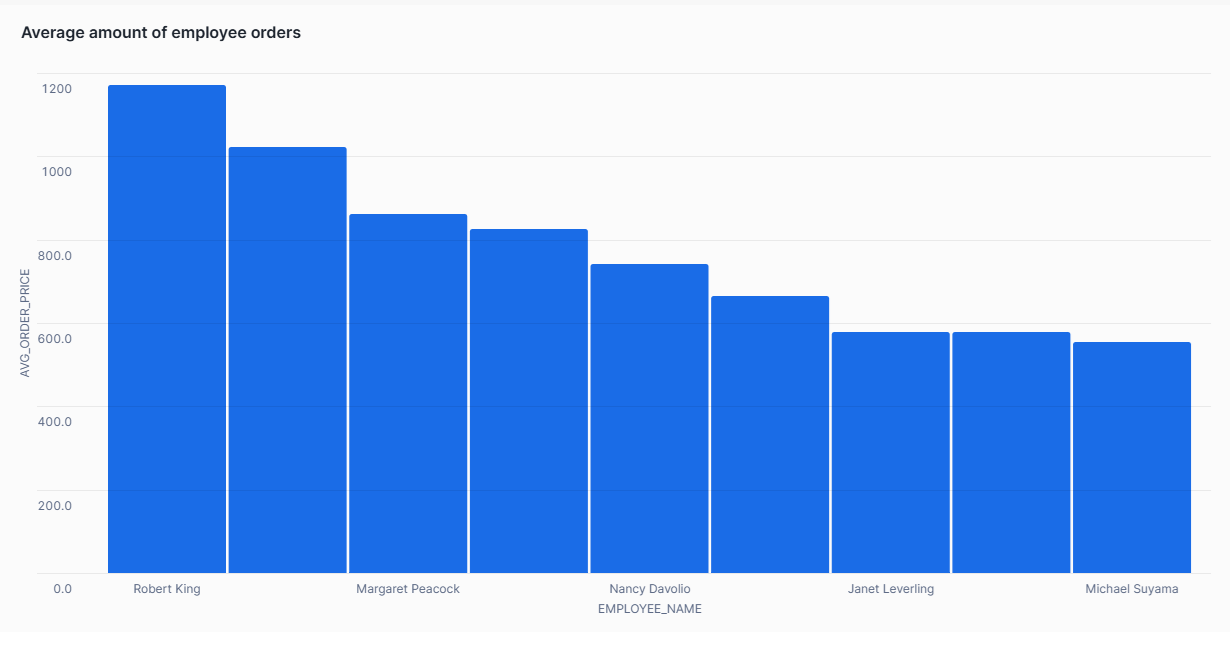 Average amount of employee orders
1200
1000
800.0
600.0
400.0
200.0
0.0
AVG_ORDER_PRICE
Robert King
Margaret Peacock
Nancy Davolio
Janet Leverling
Michael Suyama
EMPLOYEE_NAME